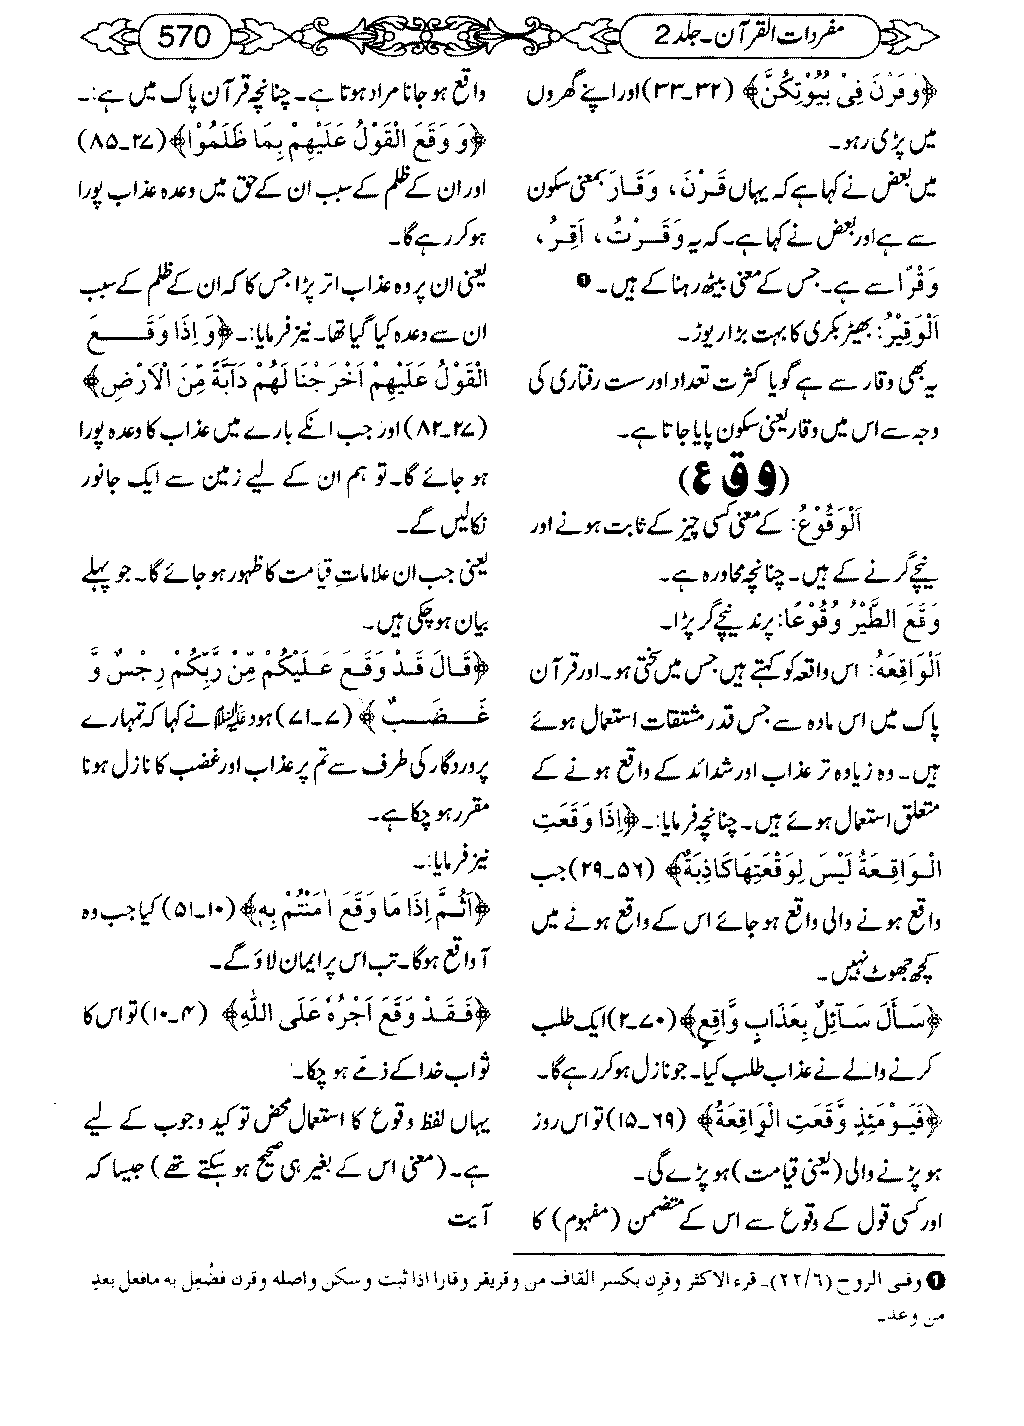 مفردات القرآن۔جلد 2
570
﴿وَقَرْنَ فِیْ بُیُوْتِکُنَّ﴾ (۳۲۔۳۳) اور اپنے گھروں
میں پڑی رہو۔
میں بعض نے کہا ہے کہ یہاں قَرْنَ، وَقَارَ بمعنی سکون
سے ہے اور بعض نے کہا ہے۔ کہ یہ وَقَرْتُ، اَقِرُ،
وَقْرًا سے ہے۔ جس کے معنی بیٹھ رہنا کے ہیں۔❶
اَلْوَقِیْرُ: بھیڑ بکری کا بہت بڑا ریوڑ۔
یہ بھی وقار سے ہے گویا کثرت تعداد اور ست رفتاری کی
وجہ سے اس میں وقار یعنی سکون پایا جاتا ہے۔
(و ق ع)
اَلْوَقُوْعُ: کے معنی کسی چیز کے ثابت ہونے اور
نیچے گرنے کے ہیں۔ چنانچہ محاورہ ہے۔
وَقَعَ الطَّیْرُ وُقُوْعًا: پرند نیچے گر پڑا۔
اَلْوَاقِعَۃُ: اس واقعہ کو کہتے ہیں جس میں سختی ہو۔ اور قرآن
پاک میں اس مادہ سے جس قدر مشتقات استعمال ہوئے
ہیں۔ وہ زیادہ تر عذاب اور شدائد کے واقع ہونے کے
متعلق استعمال ہوئے ہیں۔ چنانچہ فرمایا:۔ ﴿اِذَا وَقَعَتِ
الْوَاقِعَۃُ لَیْسَ لِوَقْعَتِھَا کَاذِبَۃٌ﴾ (۵۶۔۲۹) جب
واقع ہونے والی واقع ہو جائے اس کے واقع ہونے میں
کچھ جھوٹ نہیں۔
﴿سَاَلَ سَآئِلٌ بِعَذَابٍ وَّاقِعٍ﴾ (۷۰۔۲) ایک طلب
کرنے والے نے عذاب طلب کیا۔ جو نازل ہو کر رہے گا۔
﴿فَیَوْمَئِذٍ وَّقَعَتِ الْوَاقِعَۃُ﴾ (۶۹۔۱۵) تو اس روز
ہو پڑنے والی (یعنی قیامت) ہو پڑے گی۔
اور کسی قول کے وقوع سے اس کے متضمن (مفہوم) کا
واقع ہو جانا مراد ہوتا ہے۔ چنانچہ قرآن پاک میں ہے:۔
﴿وَ وَقَعَ الْقَوْلُ عَلَیْھِمْ بِمَا ظَلَمُوْا﴾ (۲۷۔۸۵)
اور ان کے ظلم کے سبب ان کے حق میں وعدہ عذاب پورا
ہو کر رہے گا۔
یعنی ان پر وہ عذاب اتر پڑا جس کا کہ ان کے ظلم کے سبب
ان سے وعدہ کیا گیا تھا۔ نیز فرمایا:۔ ﴿وَ اِذَا وَقَعَ
الْقَوْلُ عَلَیْھِمْ اَخْرَجْنَا لَھُمْ دَآبَّۃً مِّنَ الْاَرْضِ﴾
(۲۷۔۸۲) اور جب انکے بارے میں عذاب کا وعدہ پورا
ہو جائے گا۔ تو ہم ان کے لیے زمین سے ایک جانور
نکالیں گے۔
یعنی جب ان علاماتِ قیامت کا ظہور ہو جائے گا۔ جو پہلے
بیان ہو چکی ہیں۔
﴿قَالَ قَدْ وَقَعَ عَلَیْکُمْ مِّنْ رَّبِّکُمْ رِجْسٌ وَّ
غَضَبٌ﴾ (۷۔۷۱) ہود علیہ السلام نے کہا کہ تمہارے
پروردگار کی طرف سے تم پر عذاب اور غضب کا نازل ہونا
مقرر ہو چکا ہے۔
نیز فرمایا:۔
﴿اَثُمَّ اِذَا مَا وَقَعَ اٰمَنْتُمْ بِہٖ﴾ (۱۰۔۵۱) کیا جب وہ
آ واقع ہوگا۔ تب اس پر ایمان لاؤ گے۔
﴿فَقَدْ وَقَعَ اَجْرُہٗ عَلَی اللّٰہِ﴾ (۴۔۱۰) تو اس کا
ثواب خدا کے ذمّے ہو چکا۔
یہاں لفظ وقوع کا استعمال محض توکید وجوب کے لیے
ہے۔ (معنی اس کے بغیر ہی صحیح ہو سکتے تھے) جیسا کہ
آیت
❶ وفی الروح (۲۲/۶)۔ قرء الاکثر وقرن بکسر القاف من وقریقر وقارا اذا ثبت وسکن واصلہ وقرن ففُعِل بہ مافعل بعدِ
من وعد۔